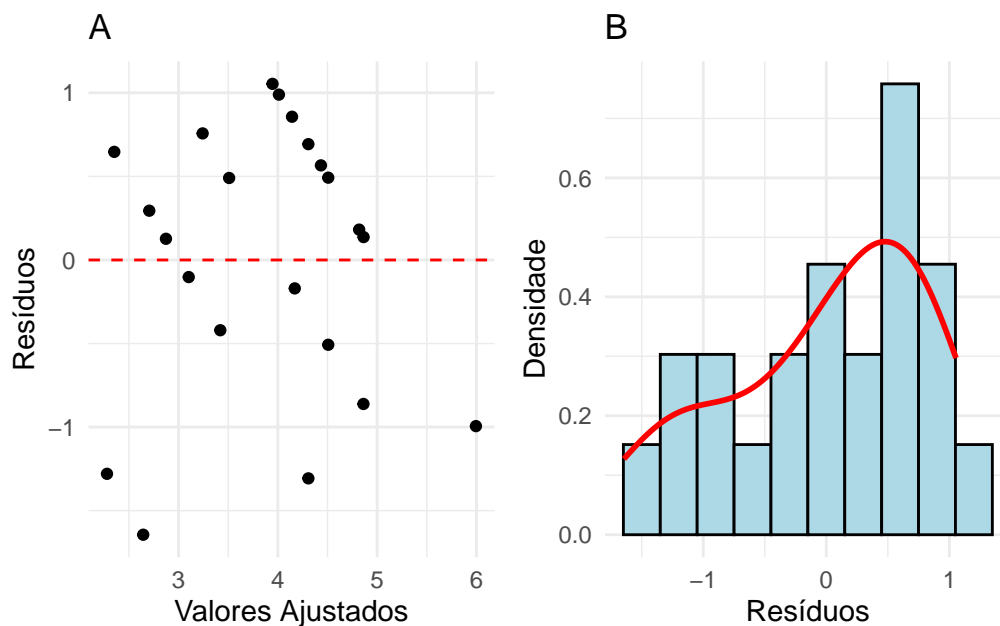 A
1
0
−1
3 4 5 6
Resíduos
Valores Ajustados
B
0.6
0.4
0.2
0.0
−1 0 1
Densidade
Resíduos